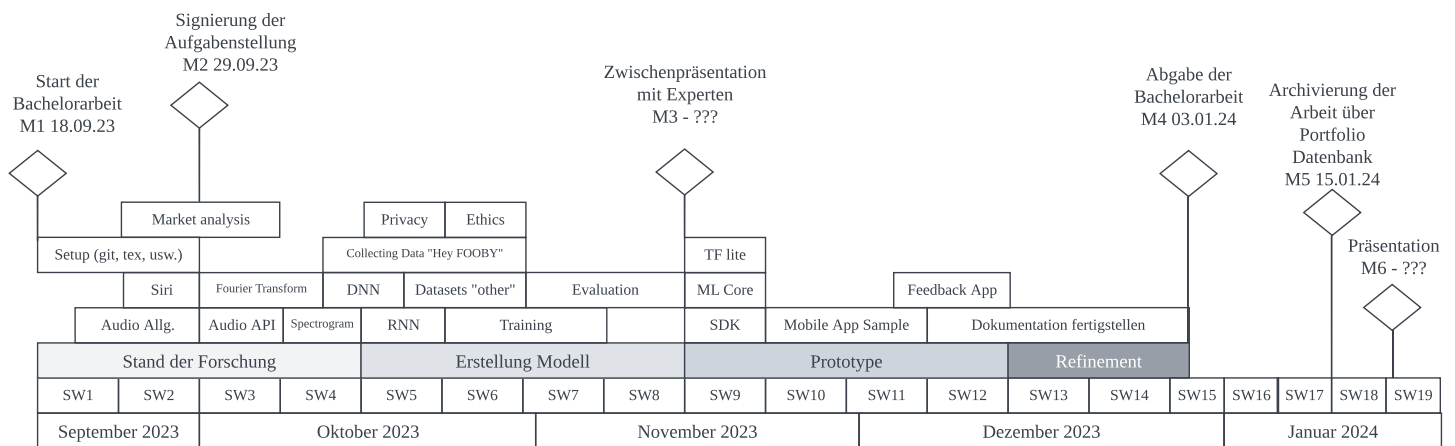 Signierung der
Aufgabenstellung
M2 29.09.23
Start der
Bachelorarbeit
M1 18.09.23
Zwischenpräsentation
mit Experten
M3 - ???
Abgabe der
Bachelorarbeit
M4 03.01.24
Archivierung der
Arbeit über
Portfolio
Datenbank
M5 15.01.24
Präsentation
M6 - ???
Market analysis
Privacy
Ethics
Setup (git, tex, usw.)
Collecting Data "Hey FOOBY"
TF lite
Siri
Fourier Transform
DNN
Datasets "other"
Evaluation
ML Core
Feedback App
Audio Allg.
Audio API
Spectrogram
RNN
Training
SDK
Mobile App Sample
Dokumentation fertigstellen
Stand der Forschung
Erstellung Modell
Prototype
Refinement
SW1
SW2
SW3
SW4
SW5
SW6
SW7
SW8
SW9
SW10
SW11
SW12
SW13
SW14
SW15
SW16
SW17
SW18
SW19
September 2023
Oktober 2023
November 2023
Dezember 2023
Januar 2024